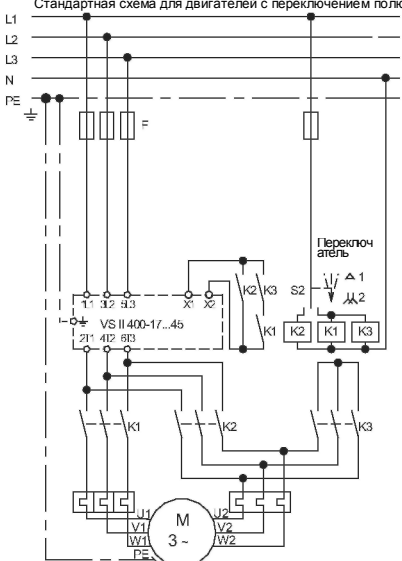 Стандартная схема для двигателей с переключением полю
L1
L2
L3
N
PE
F
Переключ
атель
S2
1
2
1L1 3L2 5L3
X1 X2
K2 K3
K1
VS II 400-17...45
2T1 4T2 6T3
K2 K1 K3
K1
K2
K3
U1
V1
W1
PE
M
3 ~
U2
V2
W2